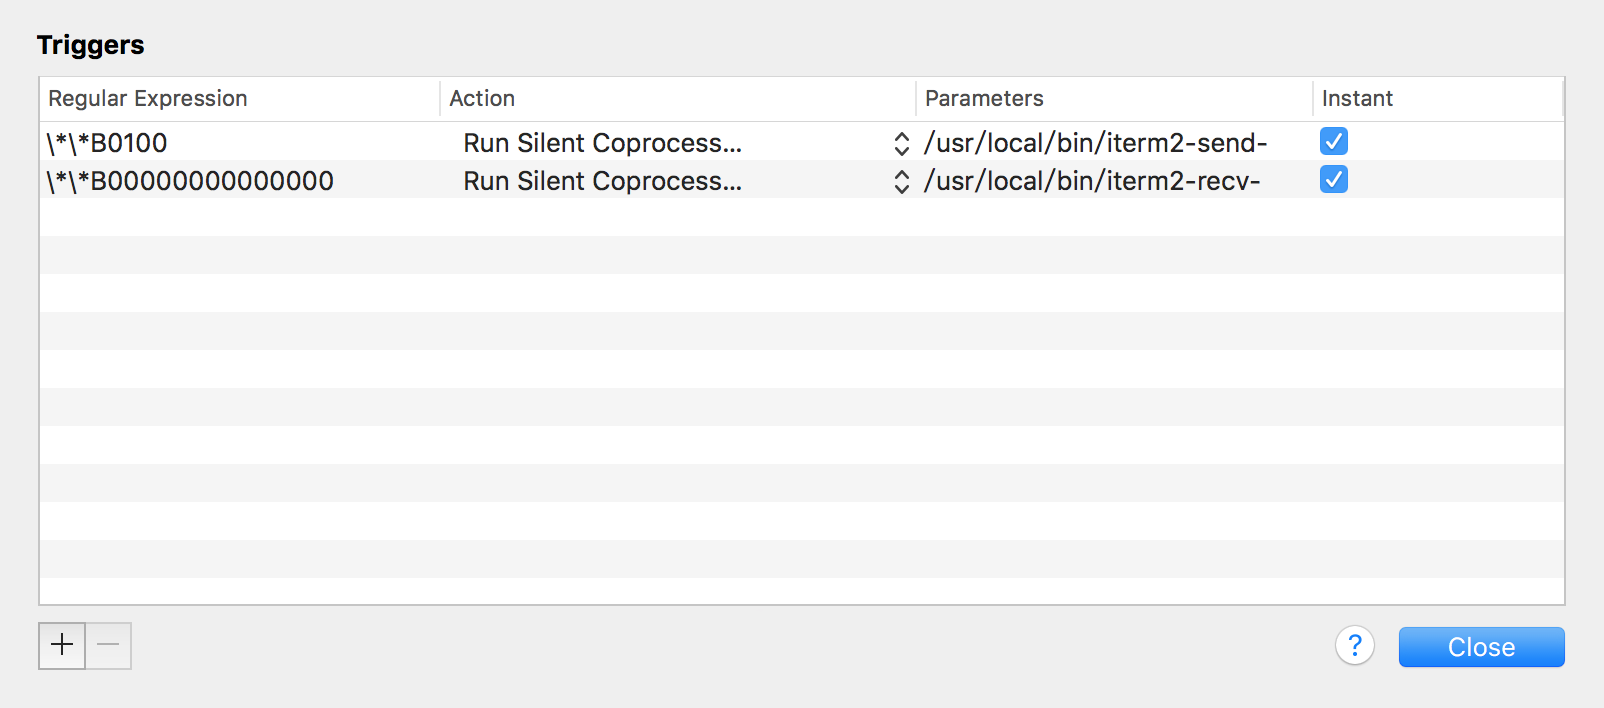 Triggers
Regular Expression Action Parameters Instant
\*\*B0100 Run Silent Coprocess... /usr/local/bin/iterm2-send-
\*\*B00000000000000 Run Silent Coprocess... /usr/local/bin/iterm2-recv-
+ −
? Close